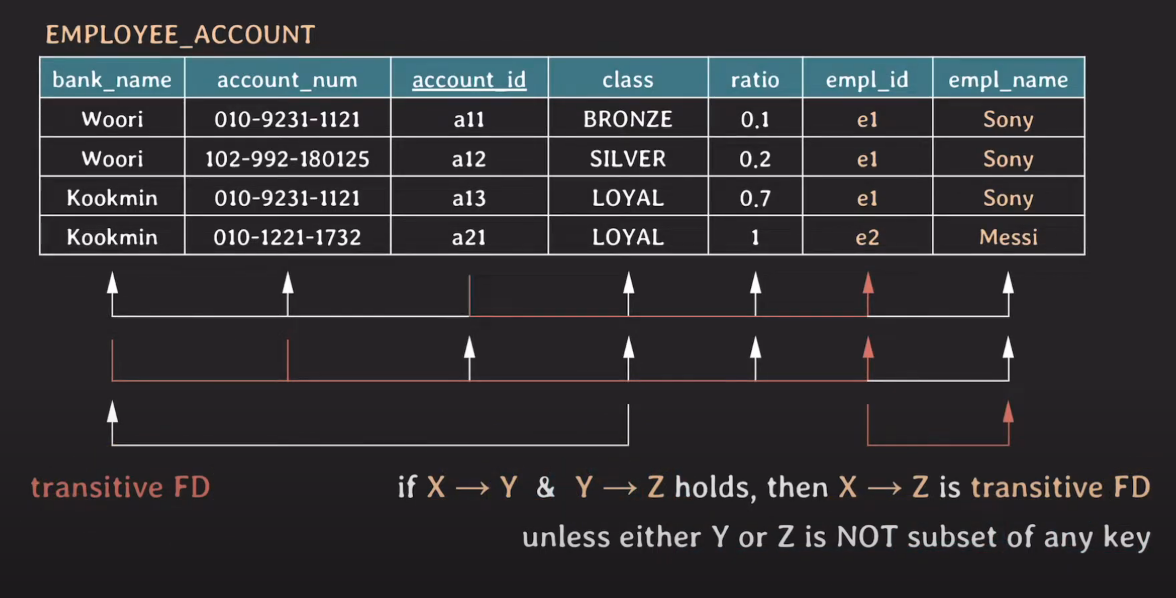 EMPLOYEE_ACCOUNT
bank_name account_num account_id class ratio empl_id empl_name
Woori 010-9231-1121 a11 BRONZE 0.1 e1 Sony
Woori 102-992-180125 a12 SILVER 0.2 e1 Sony
Kookmin 010-9231-1121 a13 LOYAL 0.7 e1 Sony
Kookmin 010-1221-1732 a21 LOYAL 1 e2 Messi
transitive FD if X → Y & Y → Z holds, then X → Z is transitive FD
unless either Y or Z is NOT subset of any key